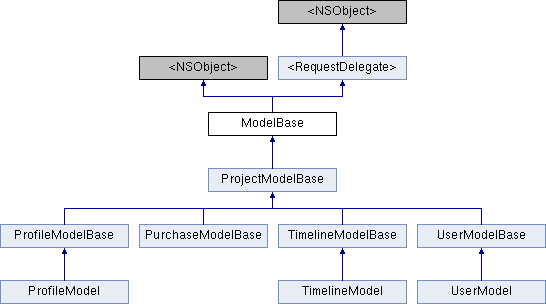 <NSObject>
<NSObject>
<RequestDelegate>
ModelBase
ProjectModelBase
ProfileModelBase
PurchaseModelBase
TimelineModelBase
UserModelBase
ProfileModel
TimelineModel
UserModel